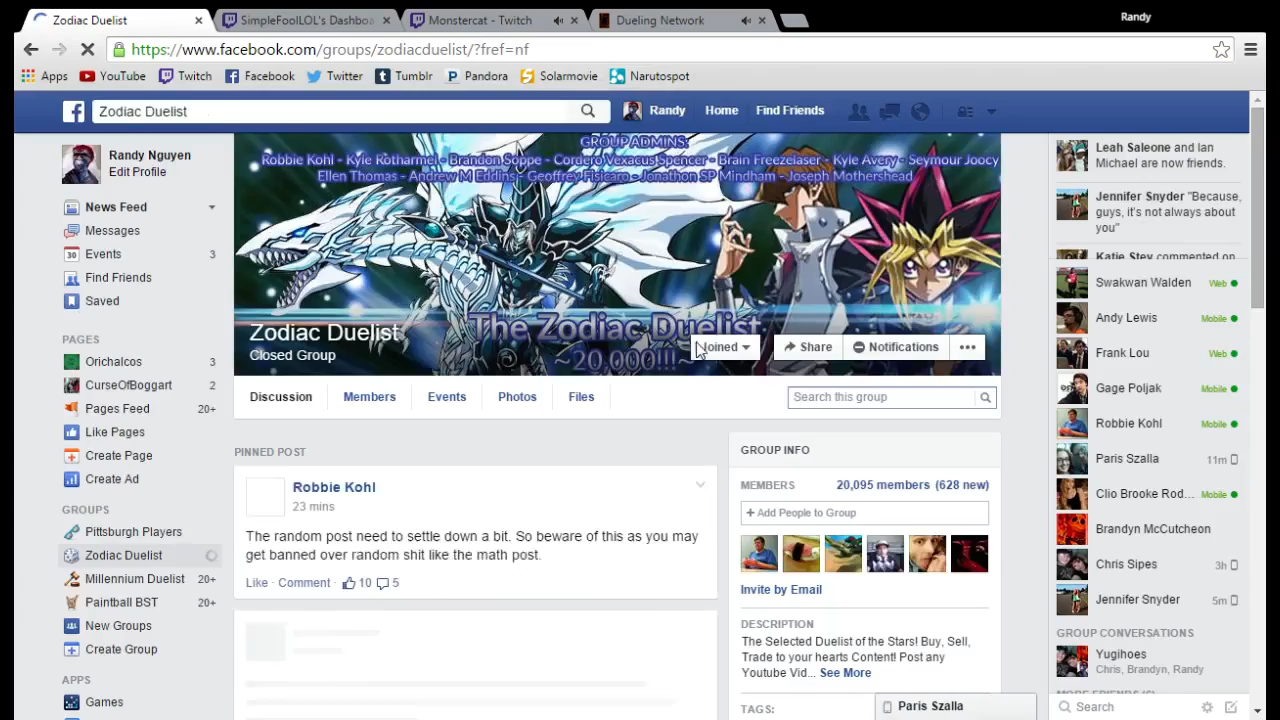 Zodiac Duelist
SimpleFoolLOL's Dashboa
Monstercat - Twitch
Dueling Network
Randy
https://www.facebook.com/groups/zodiacduelist/?fref=nf
Apps YouTube Twitch Facebook Twitter Tumblr Pandora Solarmovie Narutospot
Zodiac Duelist
Randy Home Find Friends
Randy Nguyen
Edit Profile
News Feed
Messages
Events 3
Find Friends
Saved
PAGES
Orichalcos 1
CurseOfBoggart 2
Pages Feed 20+
Like Pages
Create Page
Create Ad
GROUPS
Pittsburgh Players 1
Zodiac Duelist
Millennium Duelist 20+
Paintball BST 20+
New Groups
Create Group
APPS
Games
GROUP ADMINS:
Robbie Kohl - Kyle Rotharmel - Brandon Soppe - Cordero Vexacus Spencer - Brain Freezelaser - Kyle Avery - Seymour Joocy
Ellen Thomas - Andrew M Eddins - Geoffrey Fisicaro - Jonathon SP Mindham - Joseph Mothershead
The Zodiac Duelist
~20,000!!!~
Zodiac Duelist
Closed Group
Joined Share Notifications
Discussion Members Events Photos Files
Search this group
PINNED POST
Robbie Kohl
23 mins
The random post need to settle down a bit. So beware of this as you may
get banned over random shit like the math post.
Like · Comment · 10 5
GROUP INFO
MEMBERS 20,095 members (628 new)
+ Add People to Group
Invite by Email
DESCRIPTION
The Selected Duelist of the Stars! Buy, Sell,
Trade to your hearts Content! Post any
Youtube Vid... See More
TAGS:
Paris Szalla
Leah Saleone and Ian
Michael are now friends.
Jennifer Snyder "Because,
guys, it's not always about
you"
Katie Stey commented on
Swakwan Walden Web
Andy Lewis Mobile
Frank Lou Web
Gage Poljak Mobile
Robbie Kohl Mobile
Paris Szalla 11m
Clio Brooke Rod... Mobile
Brandyn McCutcheon
Chris Sipes 3h
Jennifer Snyder 5m
GROUP CONVERSATIONS
Yugihoes
Chris, Brandyn, Randy
MORE FRIENDS (6)
Search